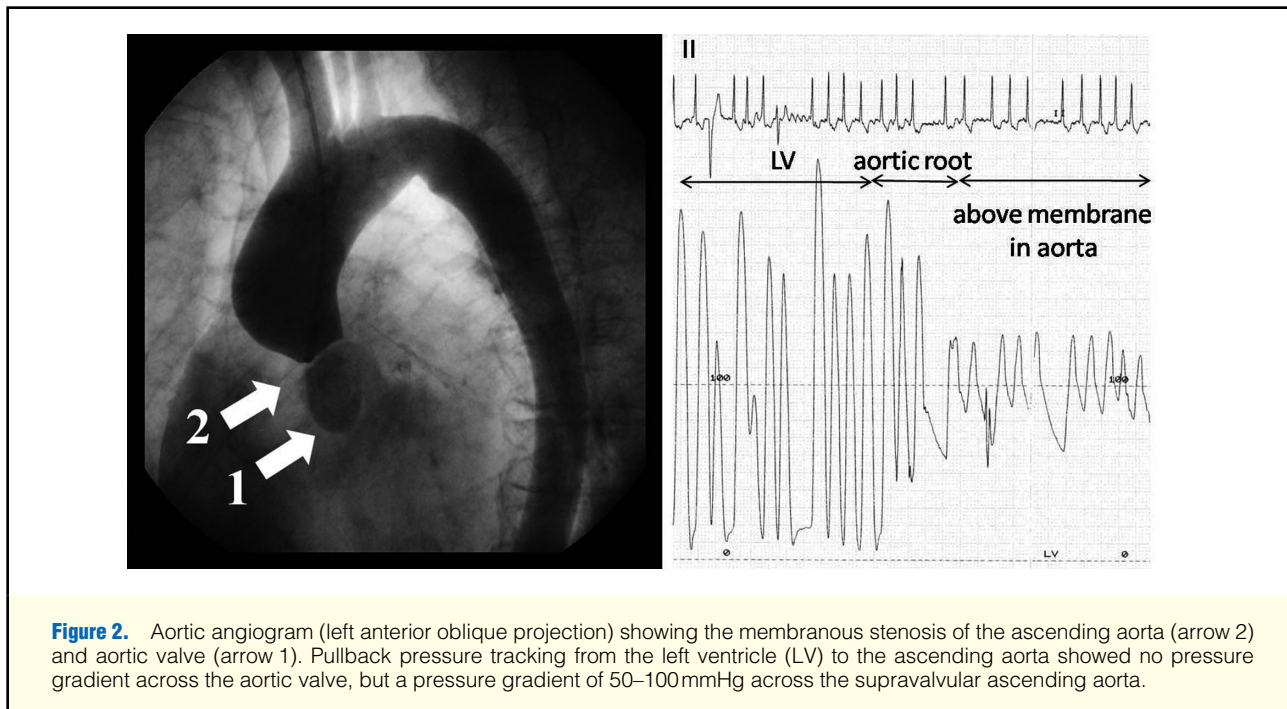 II
LV
aortic root
above membrane
in aorta
2
1
100
100
0
LV
0
Figure 2. Aortic angiogram (left anterior oblique projection) showing the membranous stenosis of the ascending aorta (arrow 2)
and aortic valve (arrow 1). Pullback pressure tracking from the left ventricle (LV) to the ascending aorta showed no pressure
gradient across the aortic valve, but a pressure gradient of 50–100 mmHg across the supravalvular ascending aorta.